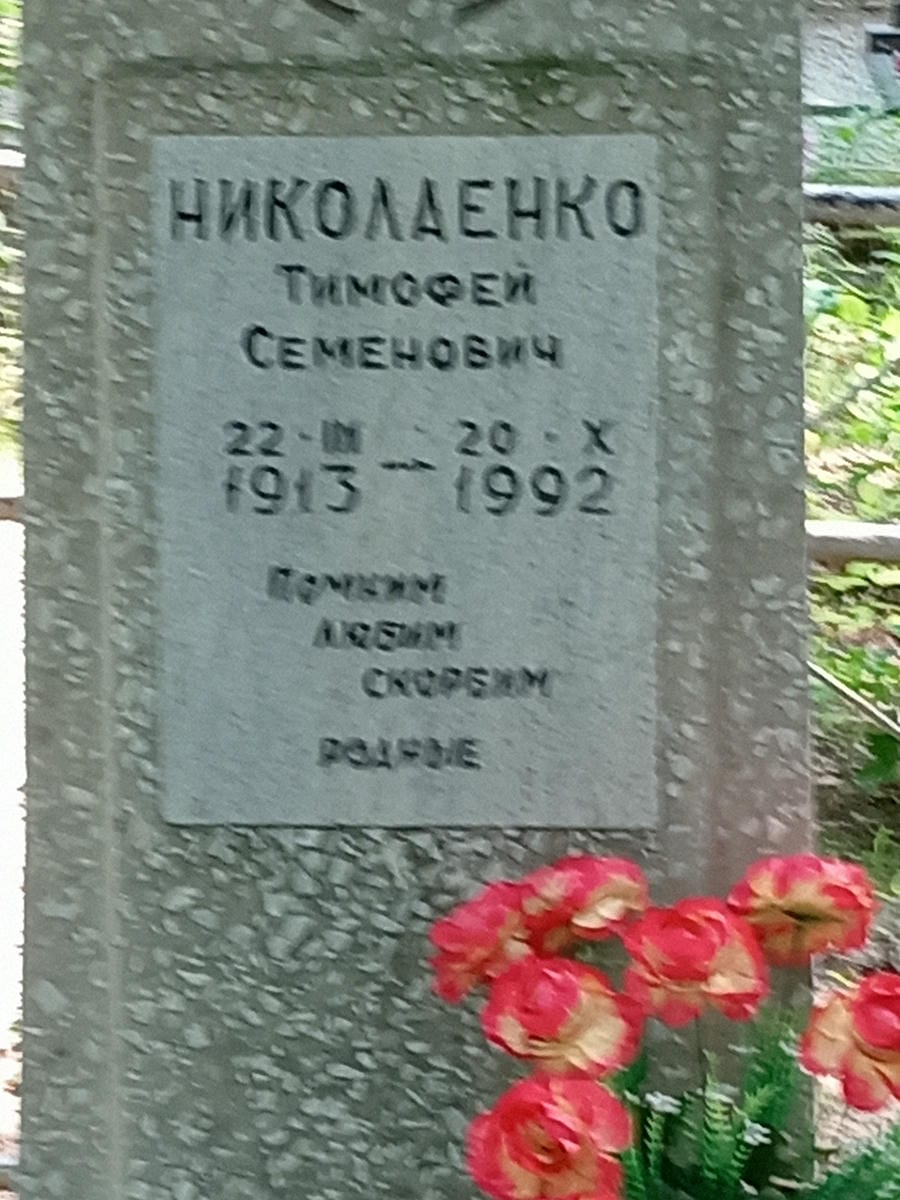 НИКОЛАЕНКО
ТИМОФЕЙ
СЕМЕНОВИЧ
22 · III — 20 · X
1913 1992
ПОМНИМ
ЛЮБИМ
СКОРБИМ
РОДНЫЕ